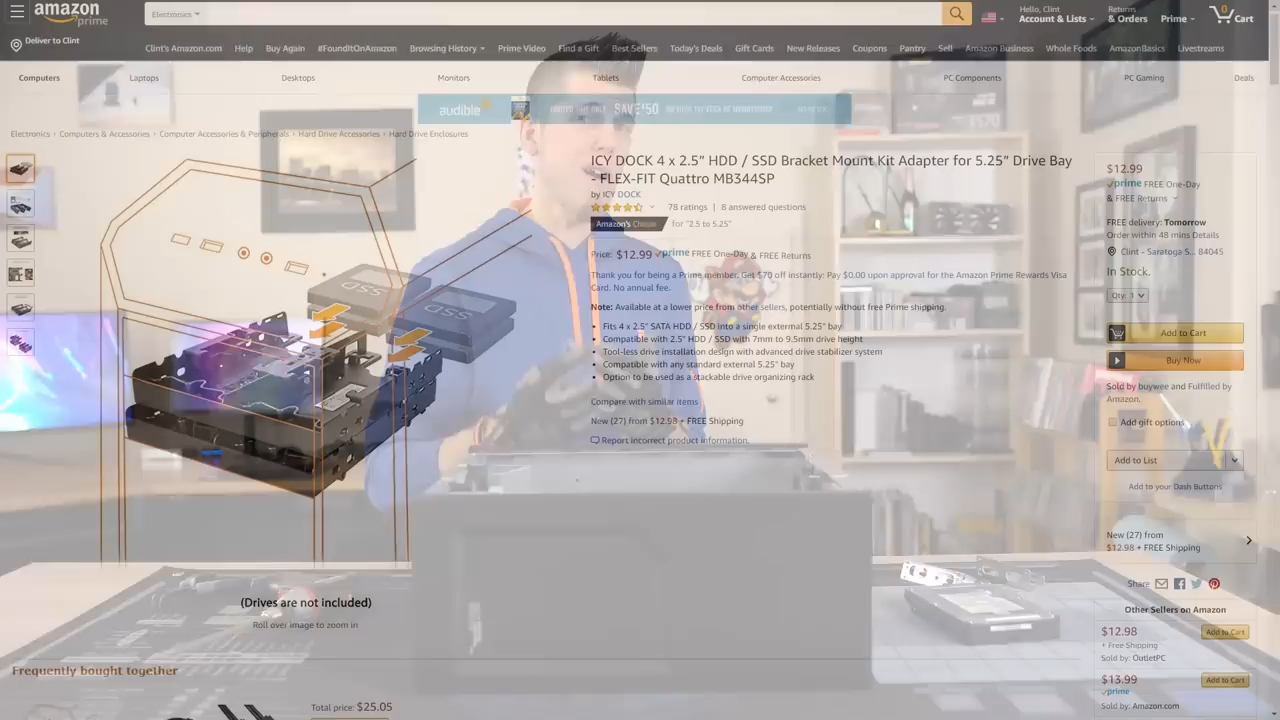 amazon
prime
Electronics
Hello, Clint
Account & Lists
Returns
& Orders
Prime
0
Cart
Deliver to Clint
Clint's Amazon.com Help Buy Again #FoundItOnAmazon Browsing History Prime Video Find a Gift Best Sellers Today's Deals Gift Cards New Releases Coupons Pantry Sell Amazon Business Whole Foods AmazonBasics Livestreams
Computers Laptops Desktops Monitors Tablets Computer Accessories PC Components PC Gaming Deals
audible
SAVE $50
Electronics › Computers & Accessories › Computer Accessories & Peripherals › Hard Drive Accessories › Hard Drive Enclosures
ICY DOCK 4 x 2.5" HDD / SSD Bracket Mount Kit Adapter for 5.25" Drive Bay
- FLEX-FIT Quattro MB344SP
by ICY DOCK
78 ratings | 8 answered questions
Amazon's Choice for "2.5 to 5.25"
Price: $12.99 prime FREE One-Day & FREE Returns
Thank you for being a Prime member. Get $70 off instantly: Pay $0.00 upon approval for the Amazon Prime Rewards Visa
Card. No annual fee.
Note: Available at a lower price from other sellers, potentially without free Prime shipping.
• Fits 4 x 2.5" SATA HDD / SSD into a single external 5.25" bay
• Compatible with 2.5" HDD / SSD with 7mm to 9.5mm drive height
• Tool-less drive installation design with advanced drive stabilizer system
• Compatible with any standard external 5.25" bay
• Option to be used as a stackable drive organizing rack
Compare with similar items
New (27) from $12.98 + FREE Shipping
Report incorrect product information.
SSD
SSD
(Drives are not included)
Roll over image to zoom in
Frequently bought together
Total price: $25.05
$12.99
prime FREE One-Day
& FREE Returns
FREE delivery: Tomorrow
Order within 48 mins Details
Clint - Saratoga S... 84045
In Stock.
Qty: 1
Add to Cart
Buy Now
Sold by buywee and Fulfilled by
Amazon.
Add gift options
Add to List
Add to your Dash Buttons
New (27) from
$12.98 + FREE Shipping
Share
Other Sellers on Amazon
$12.98
Add to Cart
+ Free Shipping
Sold by: OutletPC
$13.99
Add to Cart
prime
Sold by: Amazon.com